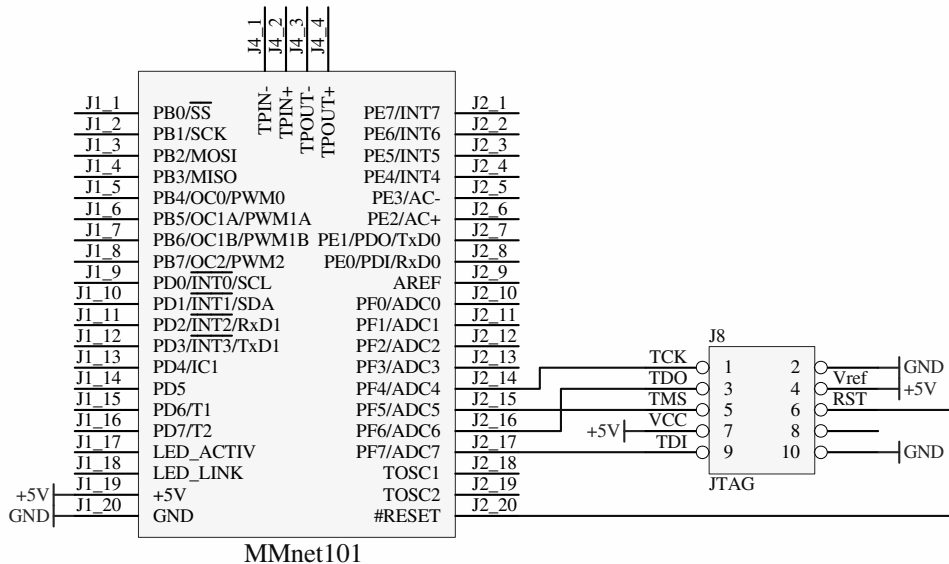 J4_1
J4_2
J4_3
J4_4
TPIN-
TPIN+
TPOUT-
TPOUT+
J1_1 PB0/SS PE7/INT7 J2_1
J1_2 PB1/SCK PE6/INT6 J2_2
J1_3 PB2/MOSI PE5/INT5 J2_3
J1_4 PB3/MISO PE4/INT4 J2_4
J1_5 PB4/OC0/PWM0 PE3/AC- J2_5
J1_6 PB5/OC1A/PWM1A PE2/AC+ J2_6
J1_7 PB6/OC1B/PWM1B PE1/PDO/TxD0 J2_7
J1_8 PB7/OC2/PWM2 PE0/PDI/RxD0 J2_8
J1_9 PD0/INT0/SCL AREF J2_9
J1_10 PD1/INT1/SDA PF0/ADC0 J2_10
J1_11 PD2/INT2/RxD1 PF1/ADC1 J2_11
J1_12 PD3/INT3/TxD1 PF2/ADC2 J2_12
J1_13 PD4/IC1 PF3/ADC3 J2_13
J1_14 PD5 PF4/ADC4 J2_14
J1_15 PD6/T1 PF5/ADC5 J2_15
J1_16 PD7/T2 PF6/ADC6 J2_16
J1_17 LED_ACTIV PF7/ADC7 J2_17
J1_18 LED_LINK TOSC1 J2_18
+5V J1_19 +5V TOSC2 J2_19
GND J1_20 GND #RESET J2_20
MMnet101
J8
TCK 1 2 GND
TDO 3 4 Vref +5V
TMS 5 6 RST
+5V VCC 7 8
TDI 9 10 GND
JTAG